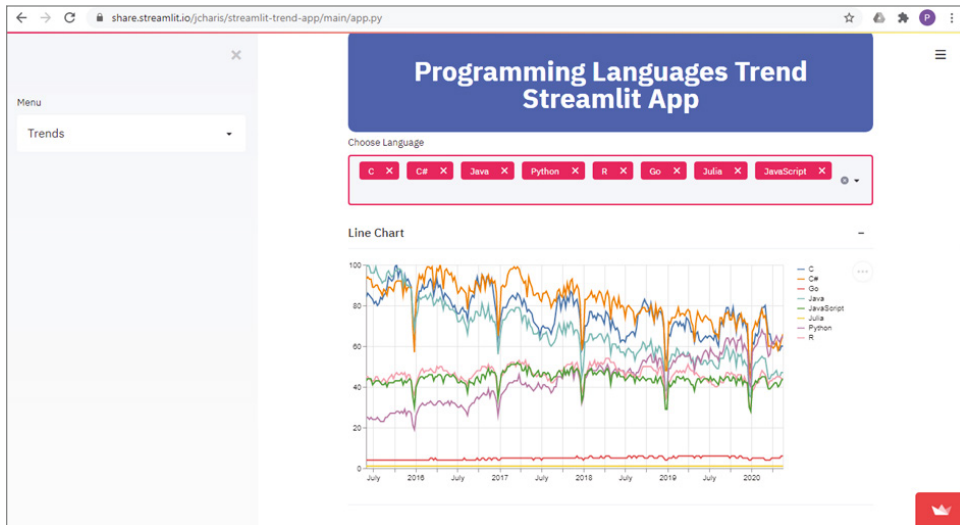 share.streamlit.io/jcharis/streamlit-trend-app/main/app.py
P
Menu
Trends
Programming Languages Trend
Streamlit App
Choose Language
C C# Java Python R Go Julia JavaScript
Line Chart
100
80
60
40
20
0
July 2016 July 2017 July 2018 July 2019 July 2020
C
C#
Go
Java
JavaScript
Julia
Python
R